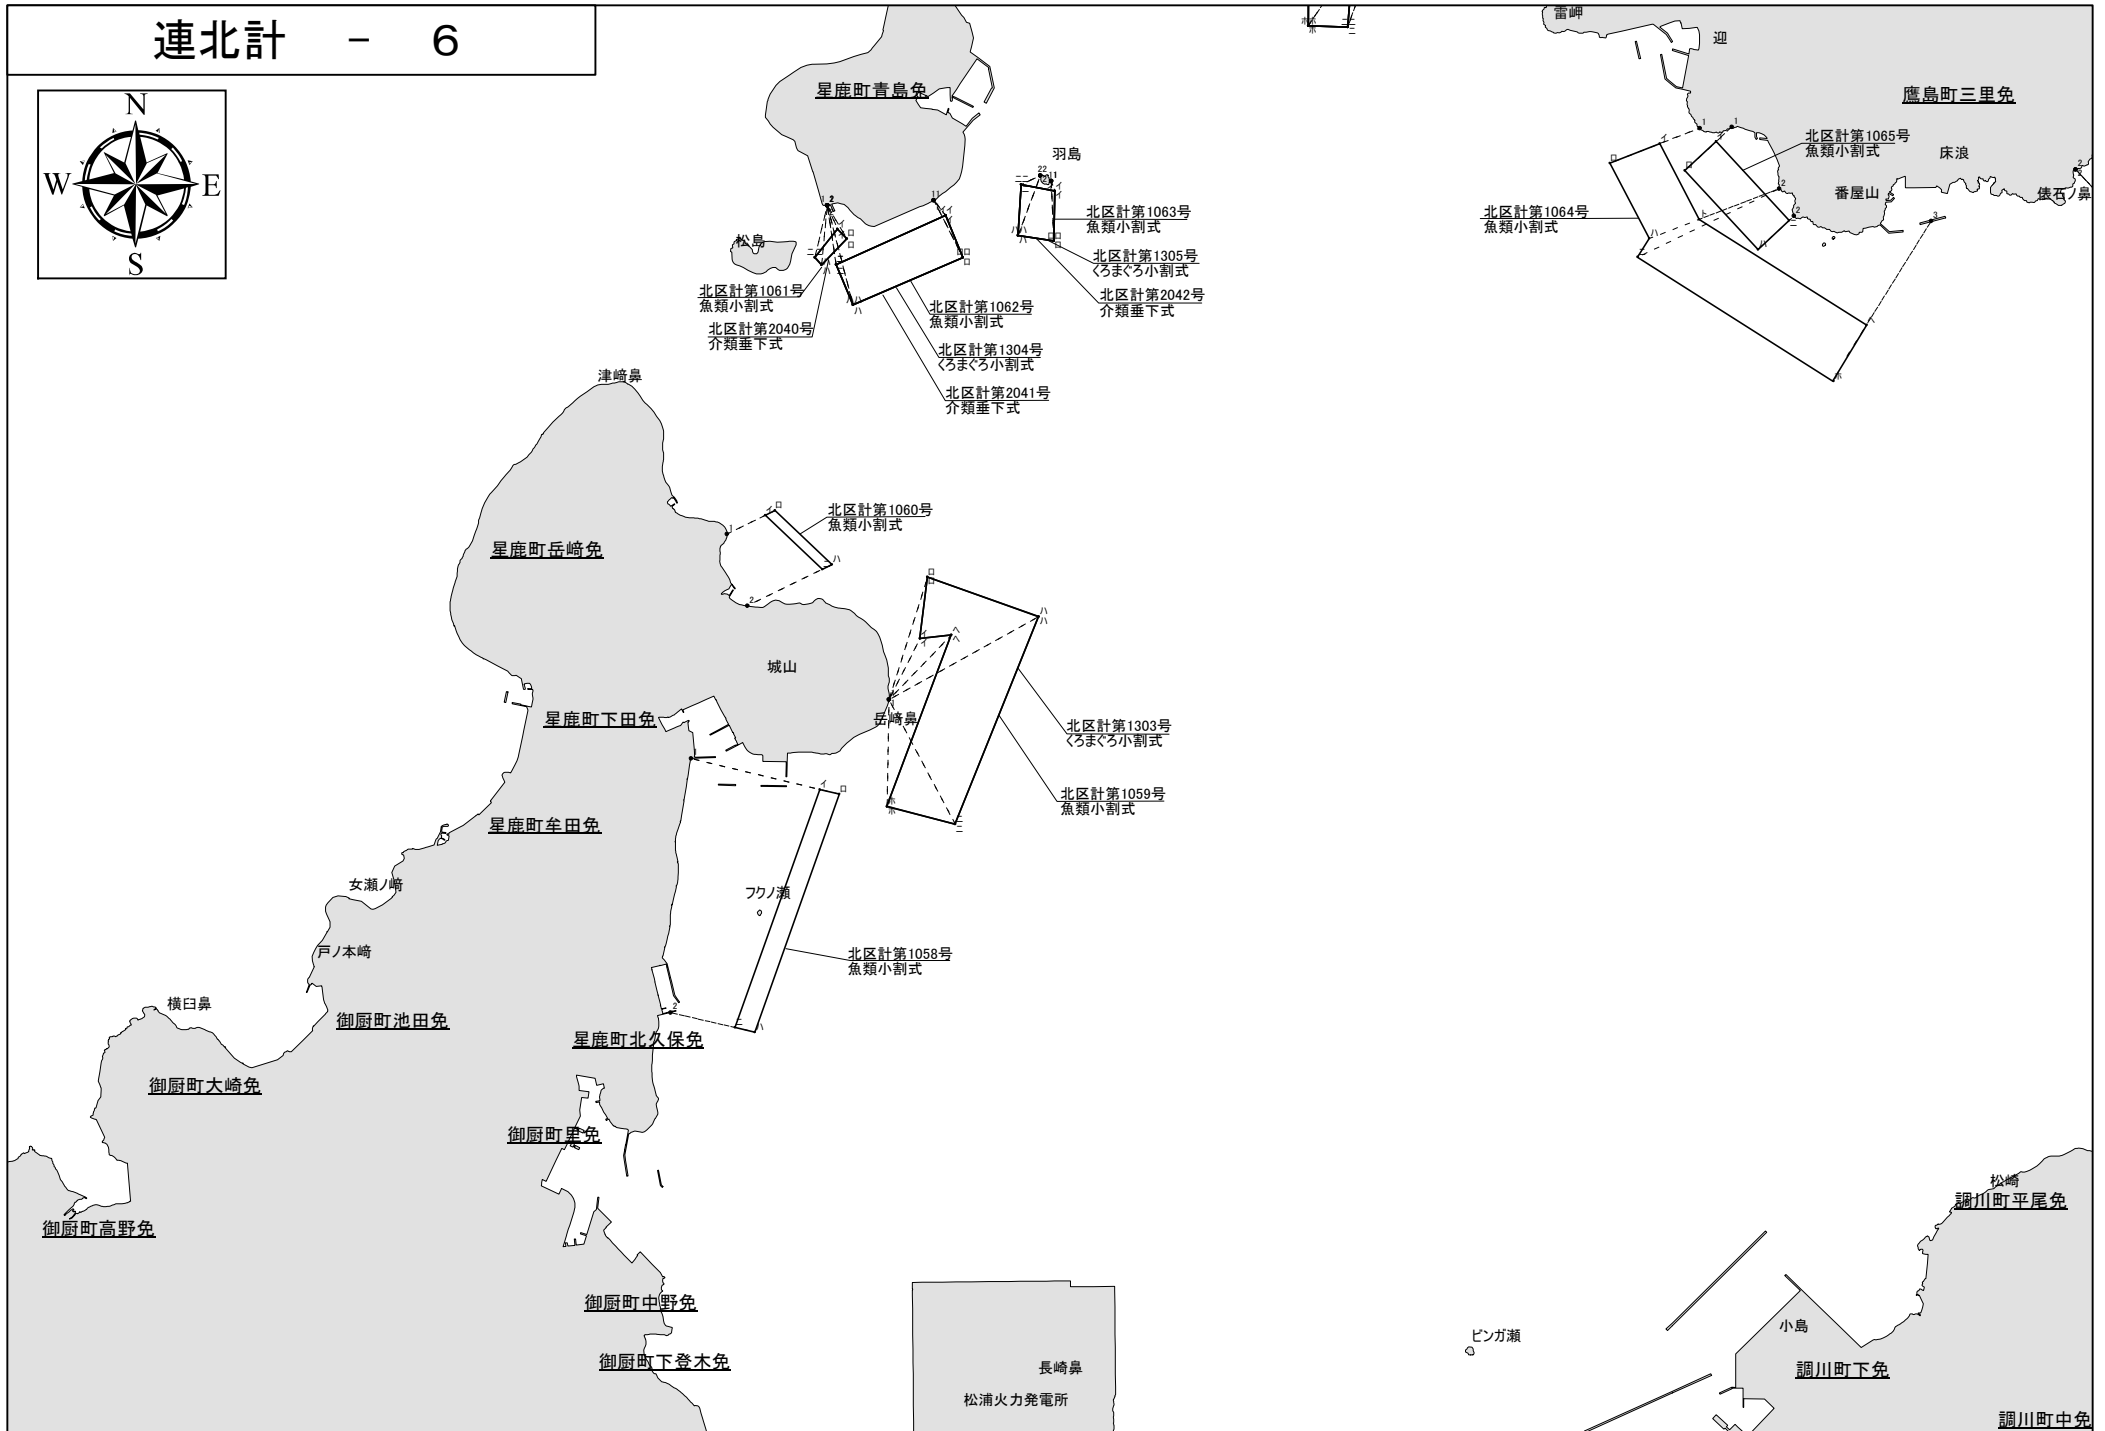 連北計 － ６
N
W
E
S
雷岬
迎
星鹿町青島免
鷹島町三里免
北区計第1065号
魚類小割式
床浪
番屋山
俵石ノ鼻
羽島
北区計第1063号
魚類小割式
北区計第1064号
魚類小割式
松島
北区計第1305号
くろまぐろ小割式
北区計第1061号
魚類小割式
北区計第2042号
介類垂下式
北区計第1062号
魚類小割式
北区計第2040号
介類垂下式
北区計第1304号
くろまぐろ小割式
北区計第2041号
介類垂下式
津﨑鼻
北区計第1060号
魚類小割式
星鹿町岳﨑免
城山
星鹿町下田免
岳﨑鼻
北区計第1303号
くろまぐろ小割式
北区計第1059号
魚類小割式
星鹿町牟田免
女瀬ノ﨑
フクノ瀬
戸ノ本﨑
北区計第1058号
魚類小割式
横臼鼻
御厨町池田免
星鹿町北久保免
御厨町大崎免
御厨町里免
松崎
調川町平尾免
御厨町高野免
御厨町中野免
小島
ビンガ瀬
御厨町下登木免
長崎鼻
調川町下免
松浦火力発電所
調川町中免